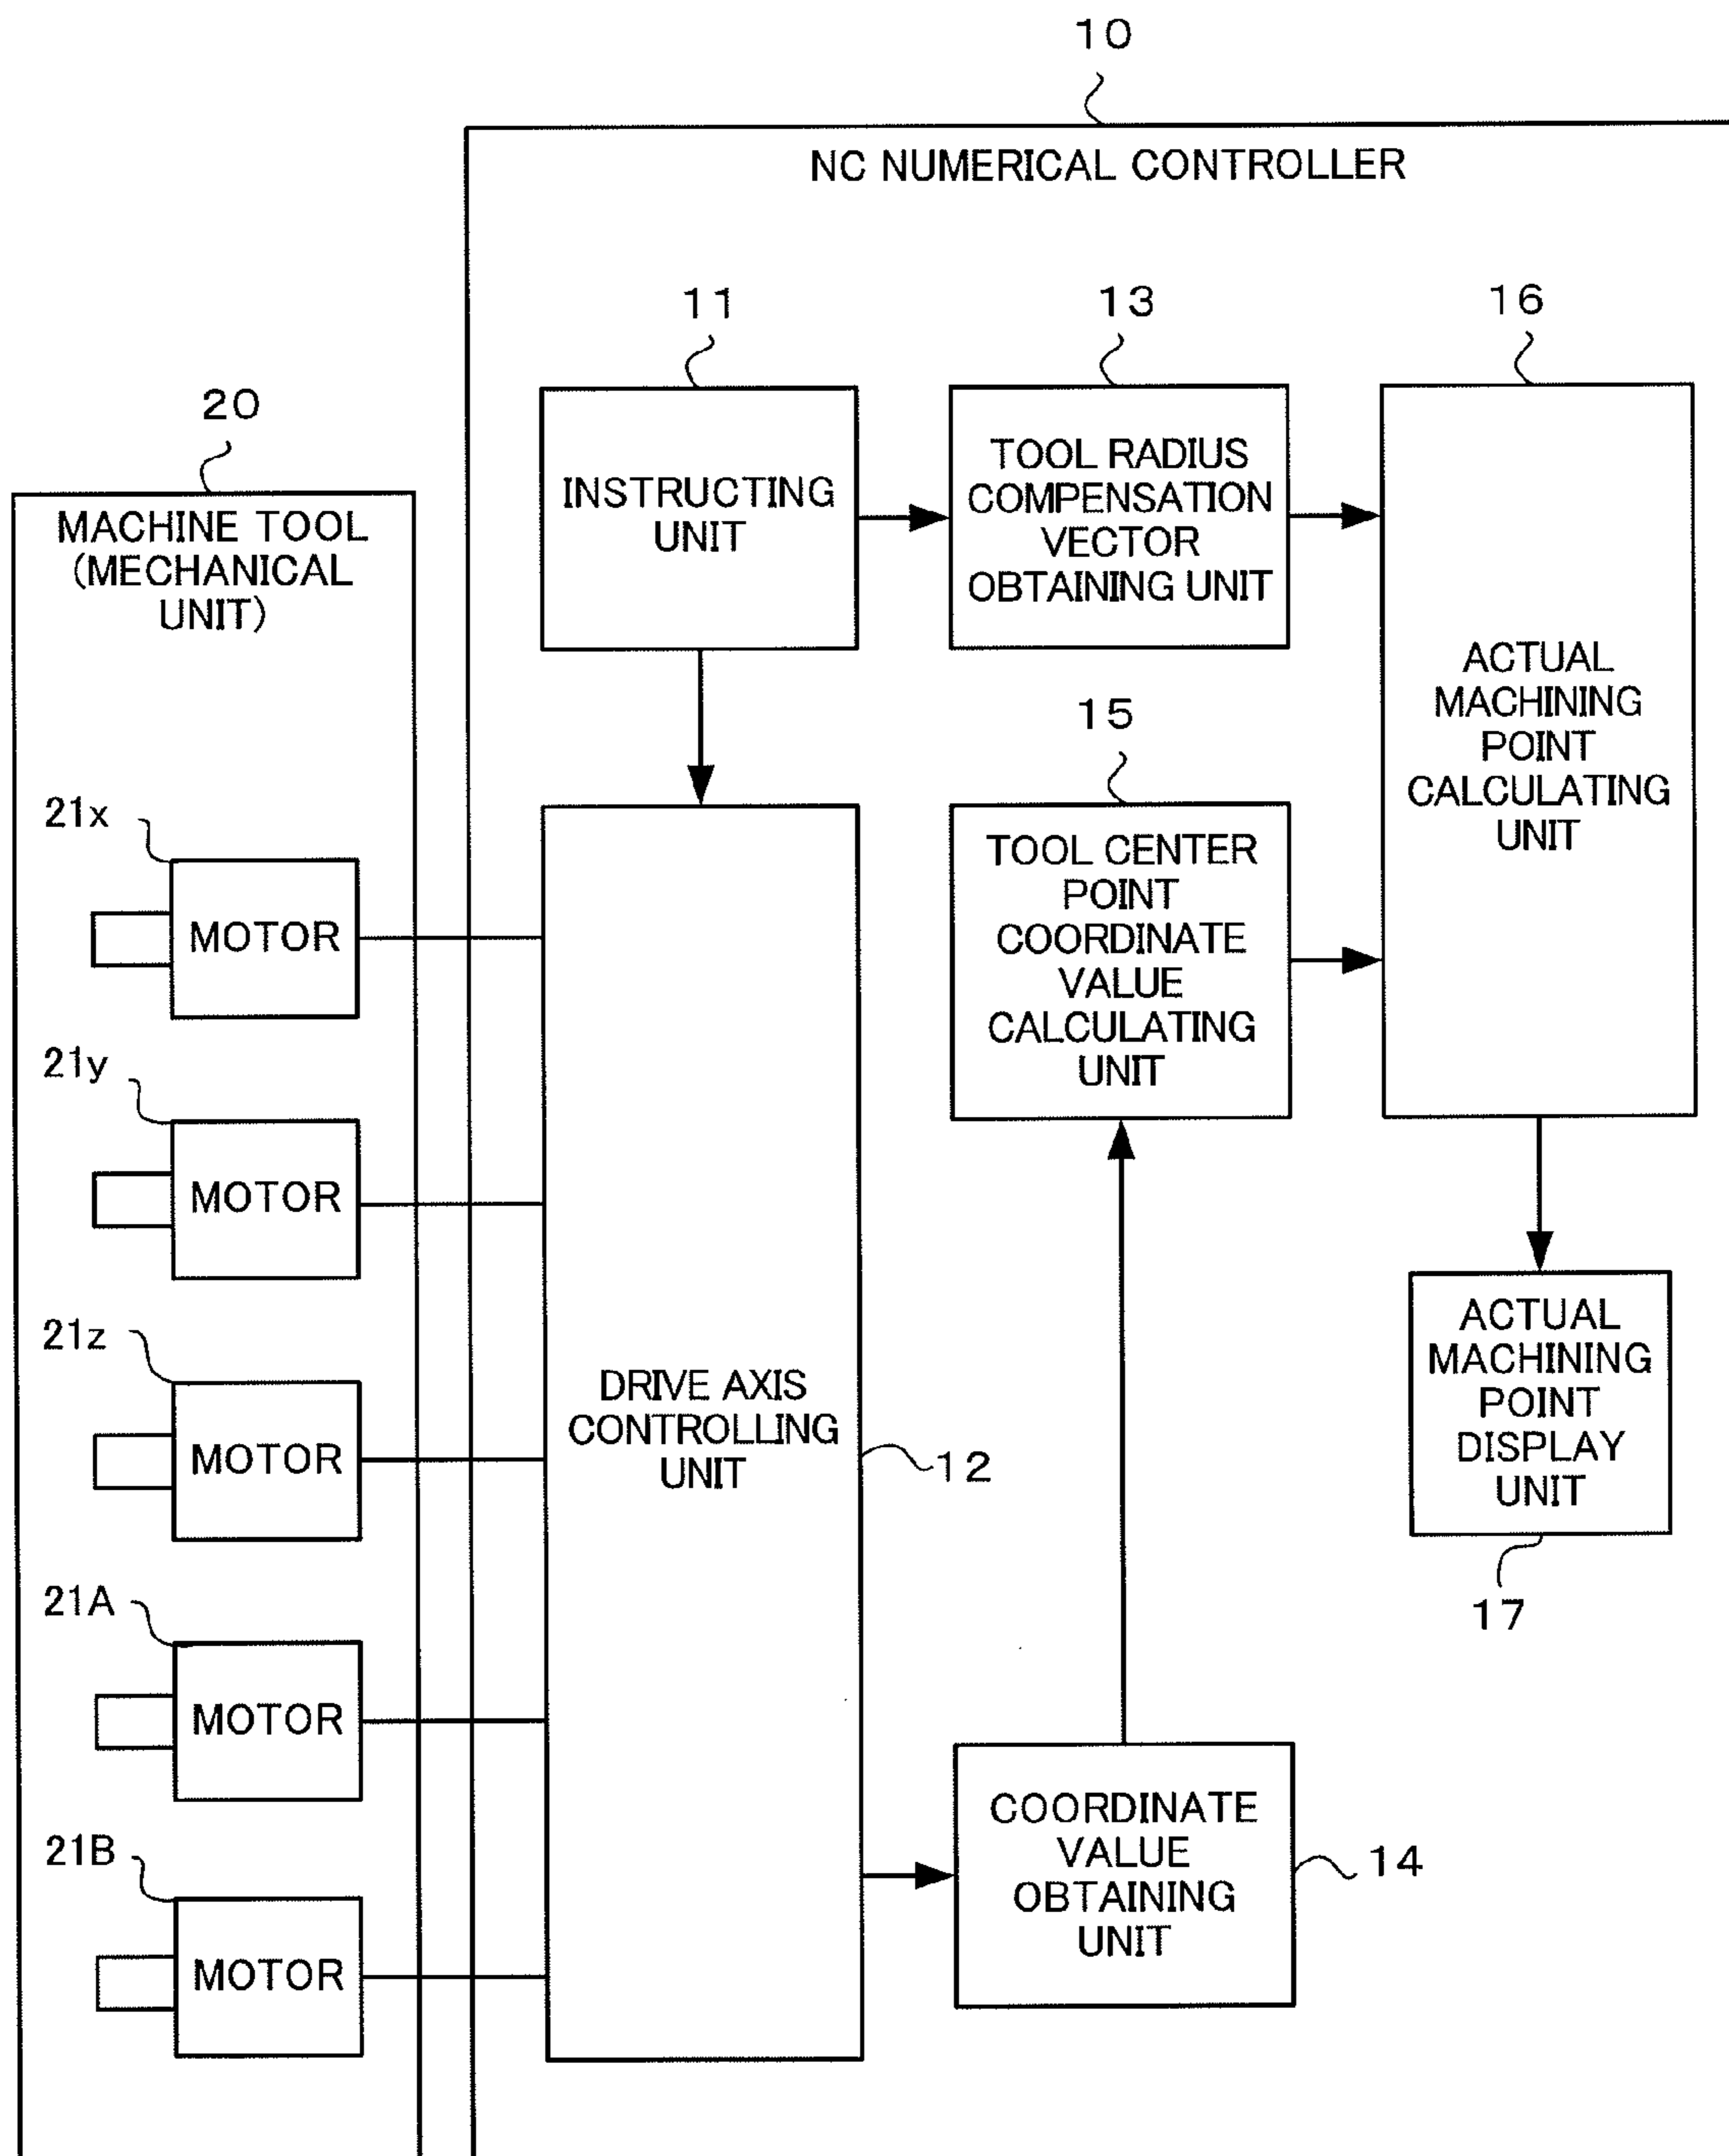 10
NC NUMERICAL CONTROLLER
11
13
16
20
MACHINE TOOL
(MECHANICAL
UNIT)
INSTRUCTING
UNIT
TOOL RADIUS
COMPENSATION
VECTOR
OBTAINING UNIT
ACTUAL
MACHINING
POINT
CALCULATING
UNIT
15
TOOL CENTER
POINT
COORDINATE
VALUE
CALCULATING
UNIT
21x
MOTOR
21y
MOTOR
21z
MOTOR
21A
MOTOR
21B
MOTOR
DRIVE AXIS
CONTROLLING
UNIT
12
ACTUAL
MACHINING
POINT
DISPLAY
UNIT
17
COORDINATE
VALUE
OBTAINING
UNIT
14